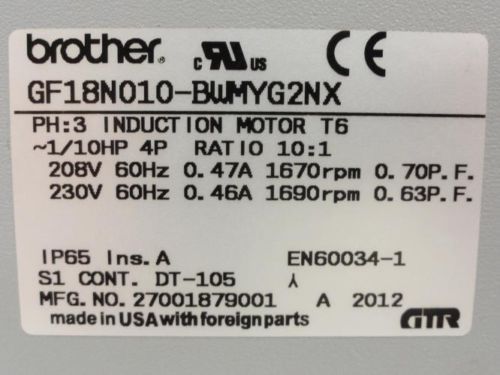 brother® c RU US CE
GF18N010-BWMYG2NX
PH:3 INDUCTION MOTOR T6
~1/10HP 4P RATIO 10:1
208V 60Hz 0.47A 1670rpm 0.70P.F.
230V 60Hz 0.46A 1690rpm 0.63P.F.
IP65 Ins.A EN60034-1
S1 CONT. DT-105 ⅄
MFG.NO.27001879001 A 2012
made in USA with foreign parts GTR